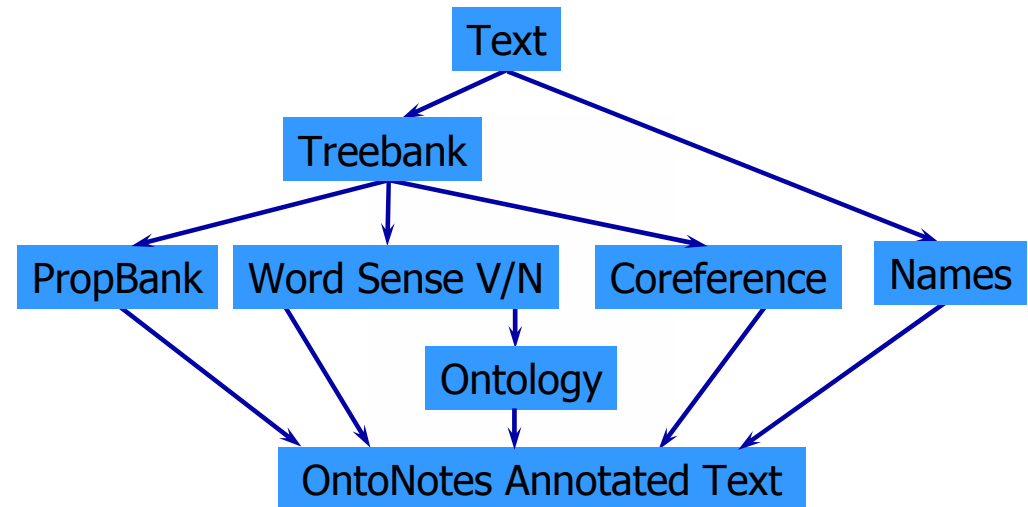 Text
Treebank
PropBank
Word Sense V/N
Coreference
Names
Ontology
OntoNotes Annotated Text